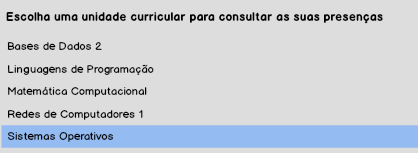 Escolha uma unidade curricular para consultar as suas presenças
Bases de Dados 2
Linguagens de Programação
Matemática Computacional
Redes de Computadores 1
Sistemas Operativos